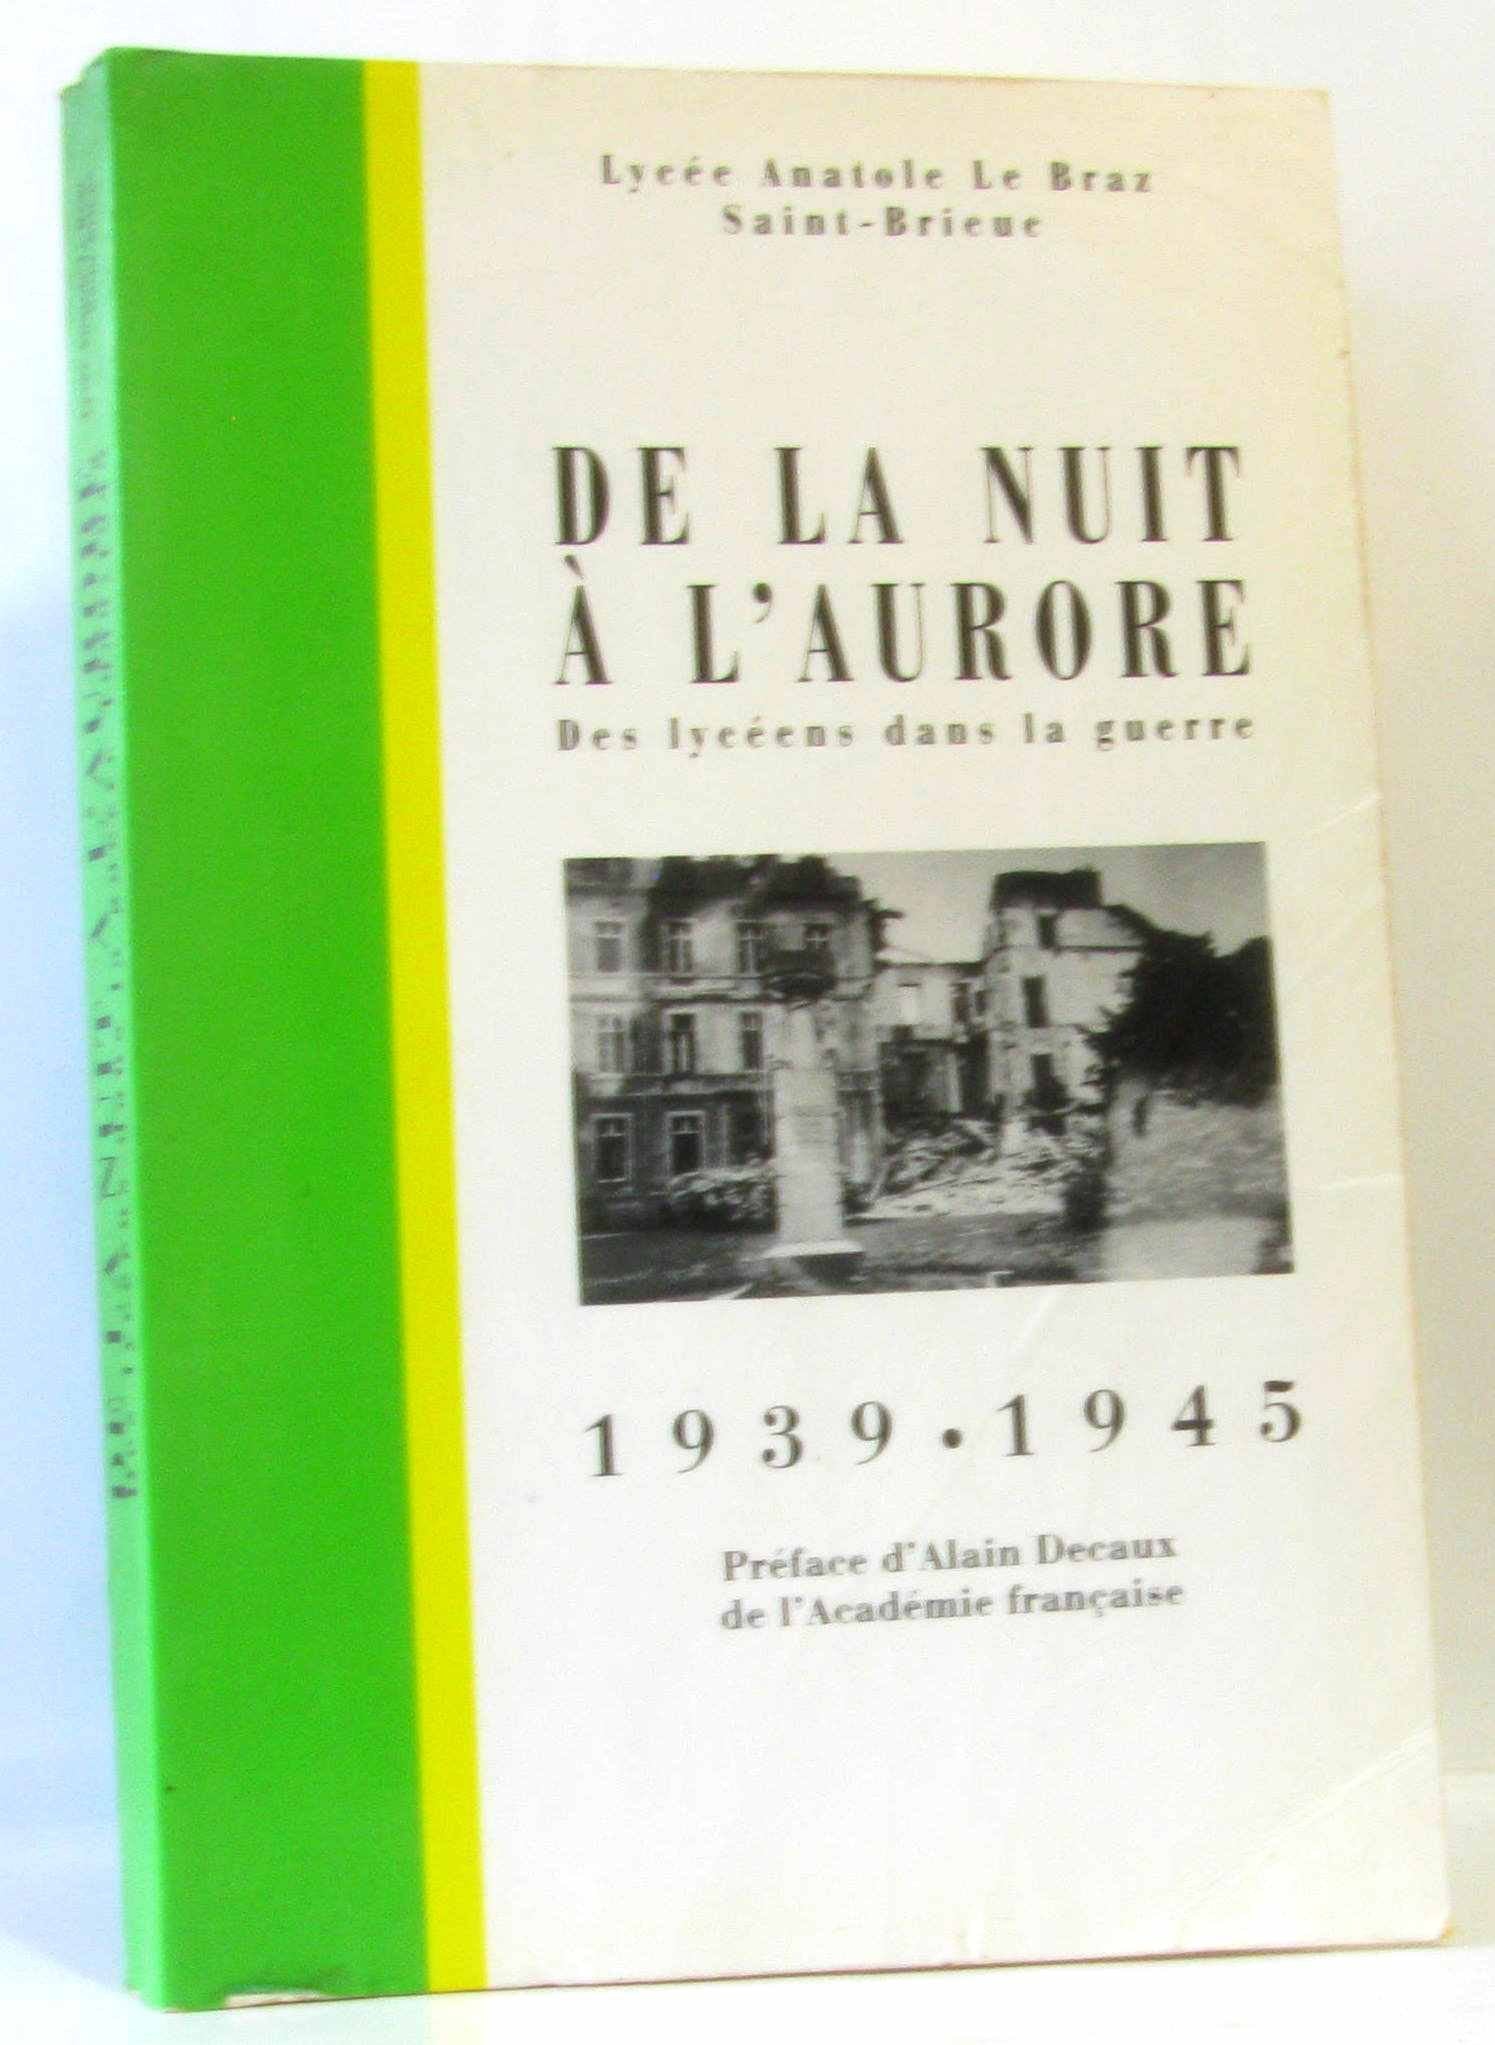 Lycée Anatole Le Braz
Saint-Brieuc
DE LA NUIT
À L'AURORE
Des lycéens dans la guerre
1939 • 1945
Préface d'Alain Decaux
de l'Académie française